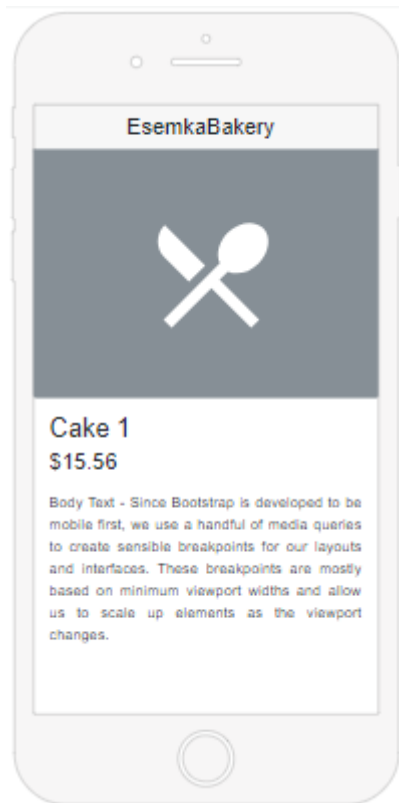 EsemkaBakery
Cake 1
$15.56
Body Text - Since Bootstrap is developed to be
mobile first, we use a handful of media queries
to create sensible breakpoints for our layouts
and interfaces. These breakpoints are mostly
based on minimum viewport widths and allow
us to scale up elements as the viewport
changes.